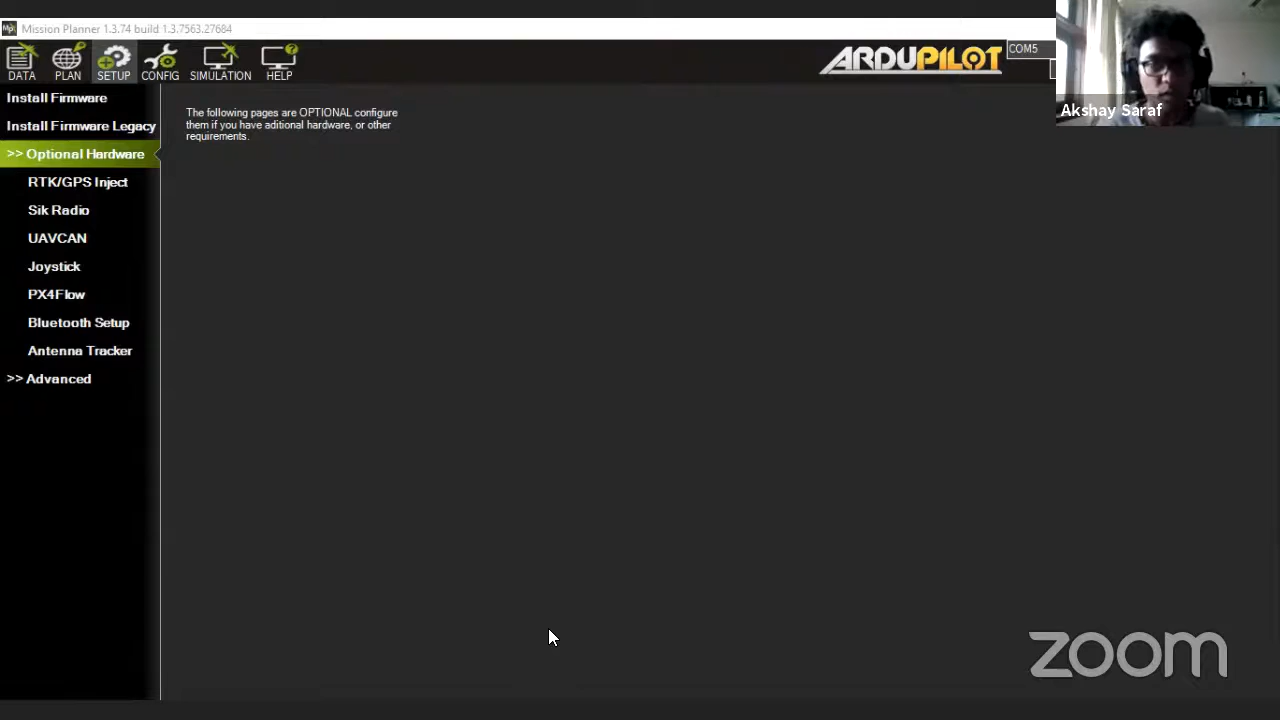 Mission Planner 1.3.74 build 1.3.7563.27684
DATA PLAN SETUP CONFIG SIMULATION HELP
ARDUPILOT
COM5
Akshay Saraf
Install Firmware
Install Firmware Legacy
>> Optional Hardware
RTK/GPS Inject
Sik Radio
UAVCAN
Joystick
PX4Flow
Bluetooth Setup
Antenna Tracker
>> Advanced
The following pages are OPTIONAL configure
them if you have aditional hardware, or other
requirements.
zoom